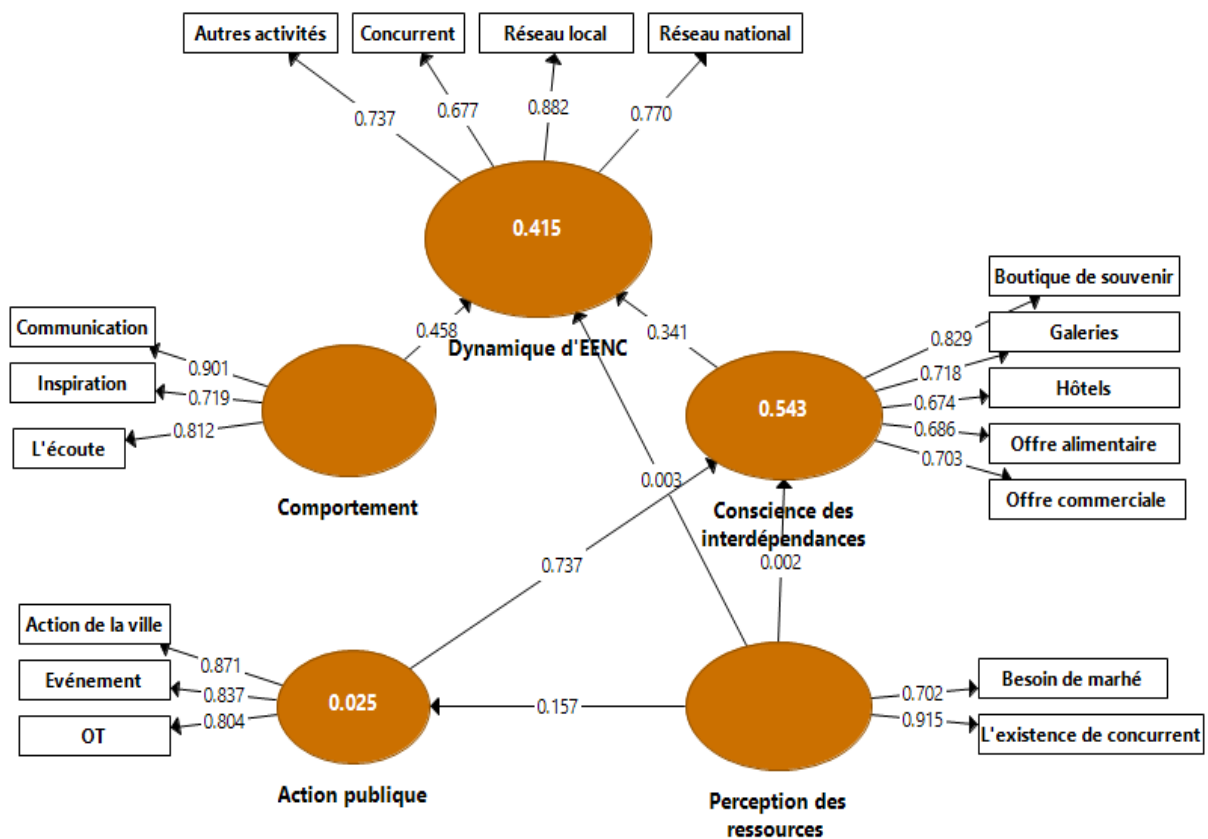 Autres activités
Concurrent
Réseau local
Réseau national
0.737
0.677
0.882
0.770
0.415
Dynamique d'EENC
Communication
Inspiration
L'écoute
0.901
0.719
0.812
0.458
Comportement
0.341
0.543
Conscience des
interdépendances
Boutique de souvenir
Galeries
Hôtels
Offre alimentaire
Offre commerciale
0.829
0.718
0.674
0.686
0.703
0.003
0.002
0.737
Action de la ville
Evénement
OT
0.871
0.837
0.804
0.025
Action publique
0.157
Perception des
ressources
0.702
0.915
Besoin de marhé
L'existence de concurrent